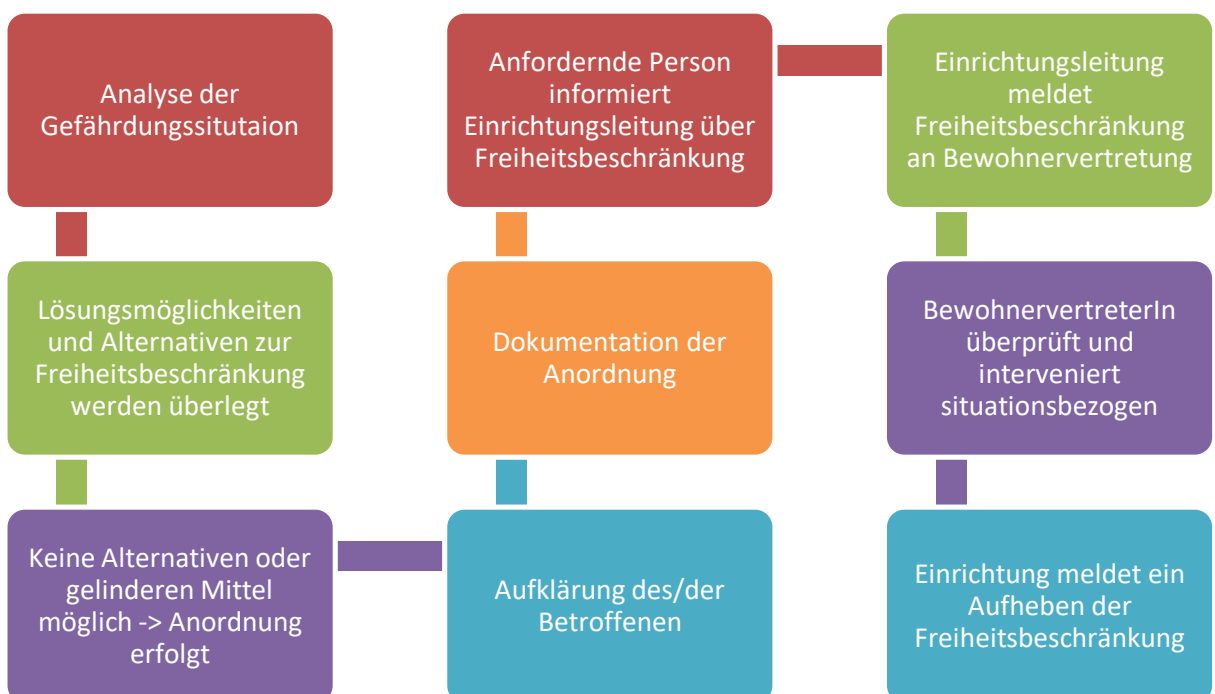 Analyse der
Gefährdungssitutaion
Lösungsmöglichkeiten
und Alternativen zur
Freiheitsbeschränkung
werden überlegt
Keine Alternativen oder
gelinderen Mittel
möglich -> Anordnung
erfolgt
Aufklärung des/der
Betroffenen
Dokumentation der
Anordnung
Anfordernde Person
informiert
Einrichtungsleitung über
Freiheitsbeschränkung
Einrichtungsleitung
meldet
Freiheitsbeschränkung
an Bewohnervertretung
BewohnervertreterIn
überprüft und
interveniert
situationsbezogen
Einrichtung meldet ein
Aufheben der
Freiheitsbeschränkung